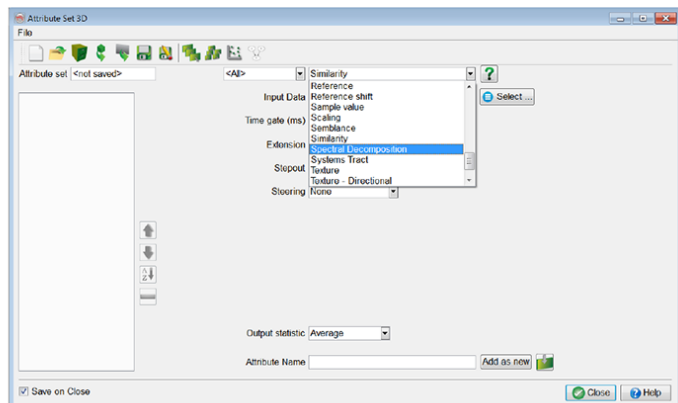 Attribute Set 3D
File
Attribute set <not saved> <All> Similarity
Reference
Input Data Reference shift Select ...
Sample value
Time gate (ms) Scaling
Semblance
Extension Similarity
Spectral Decomposition
Systems Tract
Stepout Texture
Texture - Directional
Steering None
Output statistic Average
Attribute Name Add as new
Save on Close Close Help